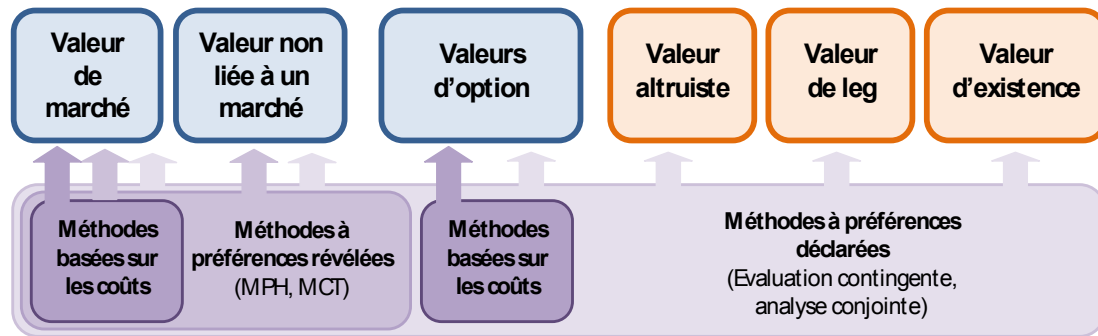 Valeur
de
marché
Valeur non
liée à un
marché
Valeurs
d'option
Valeur
altruiste
Valeur
de leg
Valeur
d'existence
Méthodes
basées sur
les coûts
Méthodes à
préférences révélées
(MPH, MCT)
Méthodes
basées sur
les coûts
Méthodes à préférences
déclarées
(Evaluation contingente,
analyse conjointe)